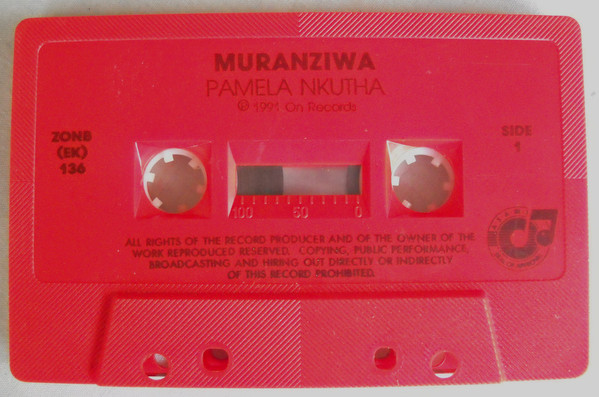 MURANZIWA
PAMELA NKUTHA
℗ 1991 On Records
ZONB
(EK)
136
SIDE
1
100 50 0
ALL RIGHTS OF THE RECORD PRODUCER AND OF THE OWNER OF THE
WORK REPRODUCED RESERVED. COPYING, PUBLIC PERFORMANCE,
BROADCASTING AND HIRING OUT DIRECTLY OR INDIRECTLY
OF THIS RECORD PROHIBITED.